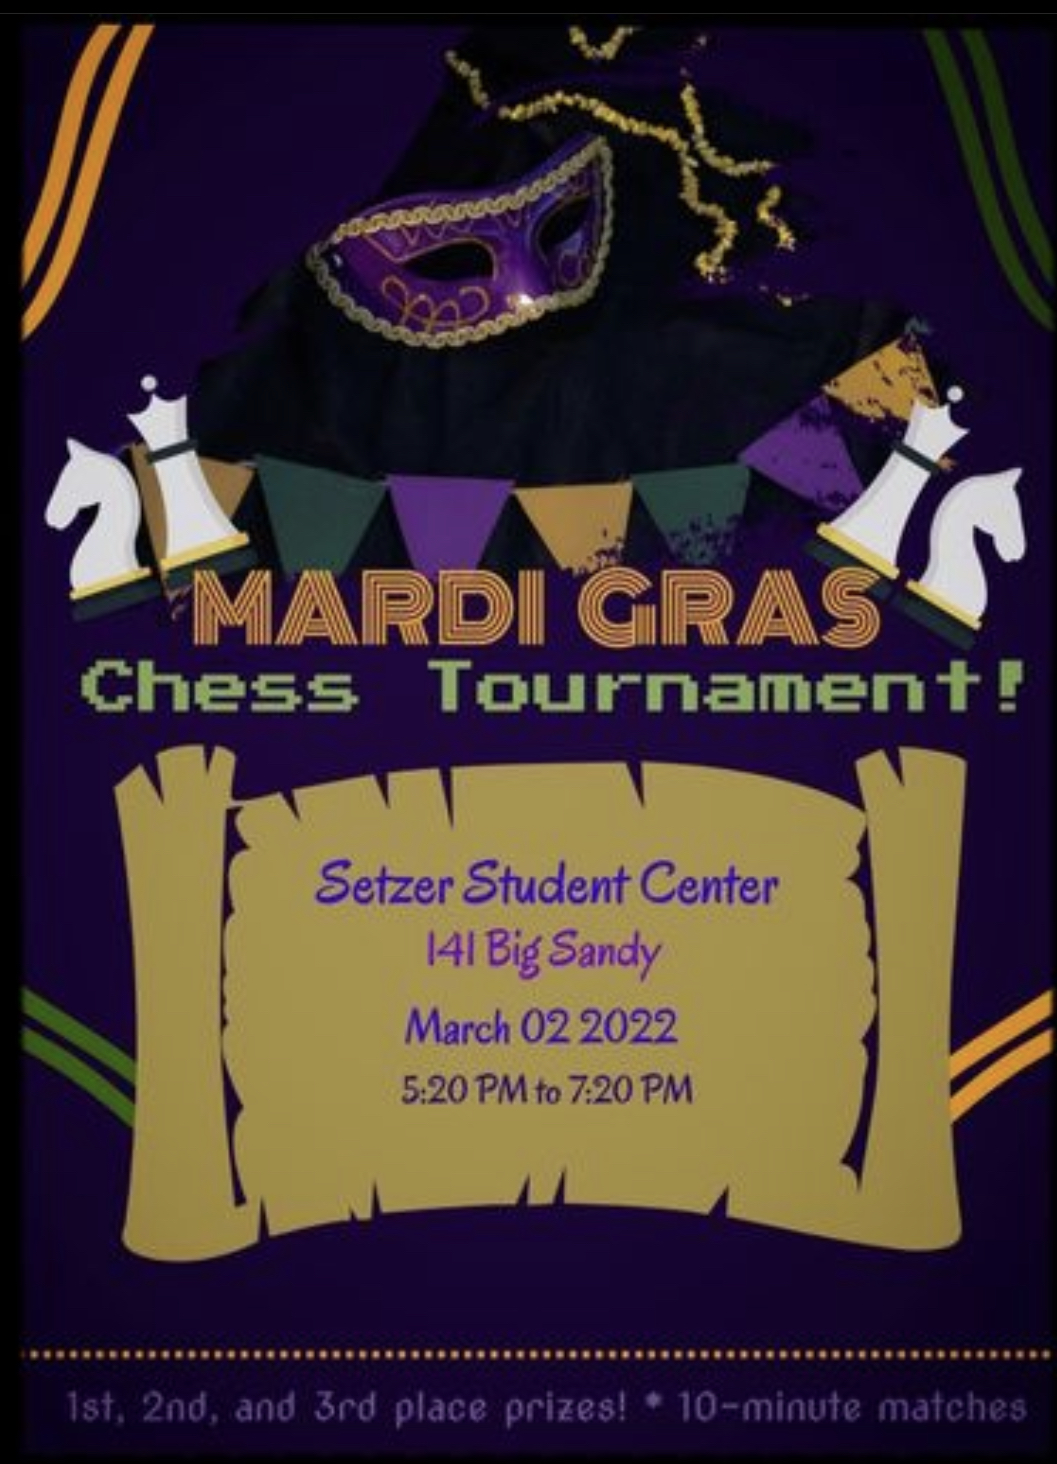 MARDI GRAS
Chess Tournament!
Setzer Student Center
141 Big Sandy
March 02 2022
5:20 PM to 7:20 PM
1st, 2nd, and 3rd place prizes! * 10-minute matches